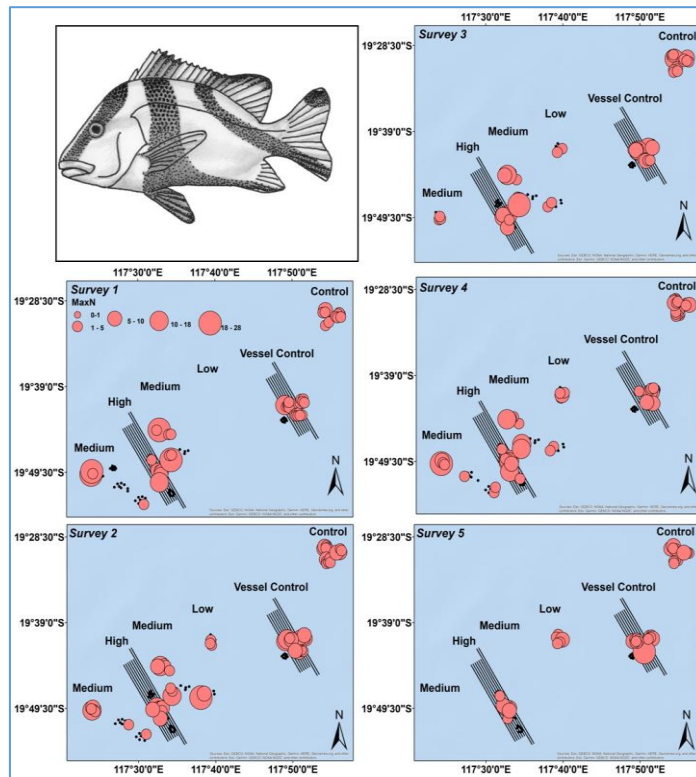 Survey 3
Control
Vessel Control
Low
Medium
High
Medium
N
117°30'0"E 117°40'0"E 117°50'0"E
19°28'30"S
19°39'0"S
19°49'30"S
117°30'0"E 117°40'0"E 117°50'0"E
Survey 1
MaxN
0-1
1 - 5
5 - 10
10 - 18
18 - 28
Control
Vessel Control
Low
Medium
High
Medium
N
19°28'30"S
19°39'0"S
19°49'30"S
Survey 4
Control
Vessel Control
Low
Medium
High
Medium
N
19°28'30"S
19°39'0"S
19°49'30"S
Survey 2
Control
Vessel Control
Low
Medium
High
Medium
N
19°28'30"S
19°39'0"S
19°49'30"S
117°30'0"E 117°40'0"E 117°50'0"E
Survey 5
Control
Vessel Control
Low
Medium
High
Medium
N
19°28'30"S
19°39'0"S
19°49'30"S
117°30'0"E 117°40'0"E 117°50'0"E